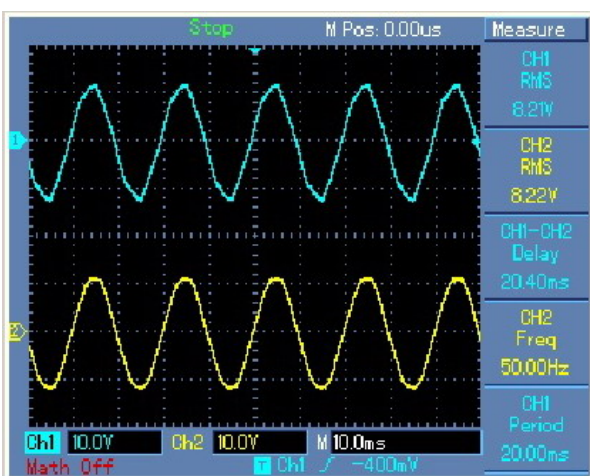 Stop M Pos: 0.00us Measure
CH1
RMS
8.21V
1
CH2
RMS
8.22V
CH1-CH2
Delay
20.40ms
2
CH2
Freq
50.00Hz
CH1
Period
20.00ms
Ch1 10.0V Ch2 10.0V M 10.0ms
Math Off T Ch1 -400mV